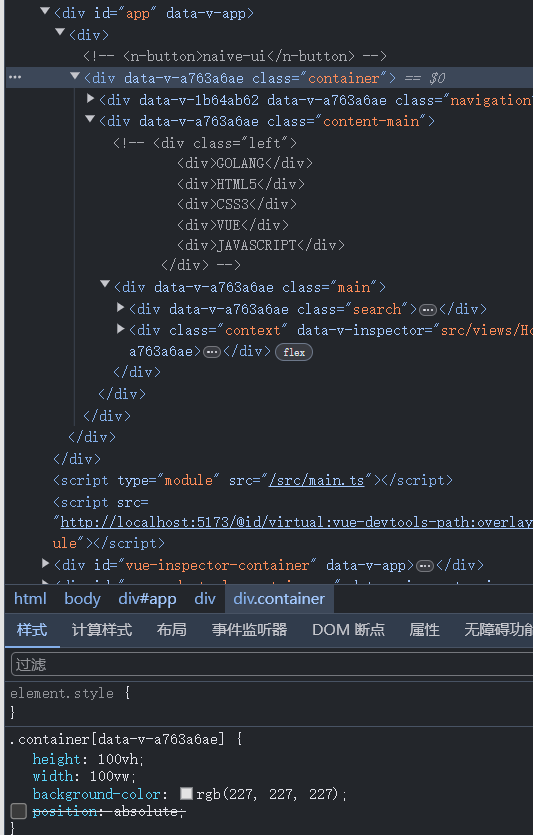 <div id="app" data-v-app>
<div>
<!-- <n-button>naive-ui</n-button> -->
<div data-v-a763a6ae class="container"> == $0
<div data-v-1b64ab62 data-v-a763a6ae class="navigation
<div data-v-a763a6ae class="content-main">
<!-- <div class="left">
<div>GOLANG</div>
<div>HTML5</div>
<div>CSS3</div>
<div>VUE</div>
<div>JAVASCRIPT</div>
</div> -->
<div data-v-a763a6ae class="main">
<div data-v-a763a6ae class="search"></div>
<div class="context" data-v-inspector="src/views/Ho
a763a6ae></div> flex
</div>
</div>
</div>
</div>
</div>
<script type="module" src="/src/main.ts"></script>
<script src=
"http://localhost:5173/@id/virtual:vue-devtools-path:overlay
ule"></script>
<div id="vue-inspector-container" data-v-app></div>
html body div#app div div.container
样式 计算样式 布局 事件监听器 DOM 断点 属性 无障碍功能
过滤
element.style {
}
.container[data-v-a763a6ae] {
height: 100vh;
width: 100vw;
background-color: rgb(227, 227, 227);
position: absolute;
}